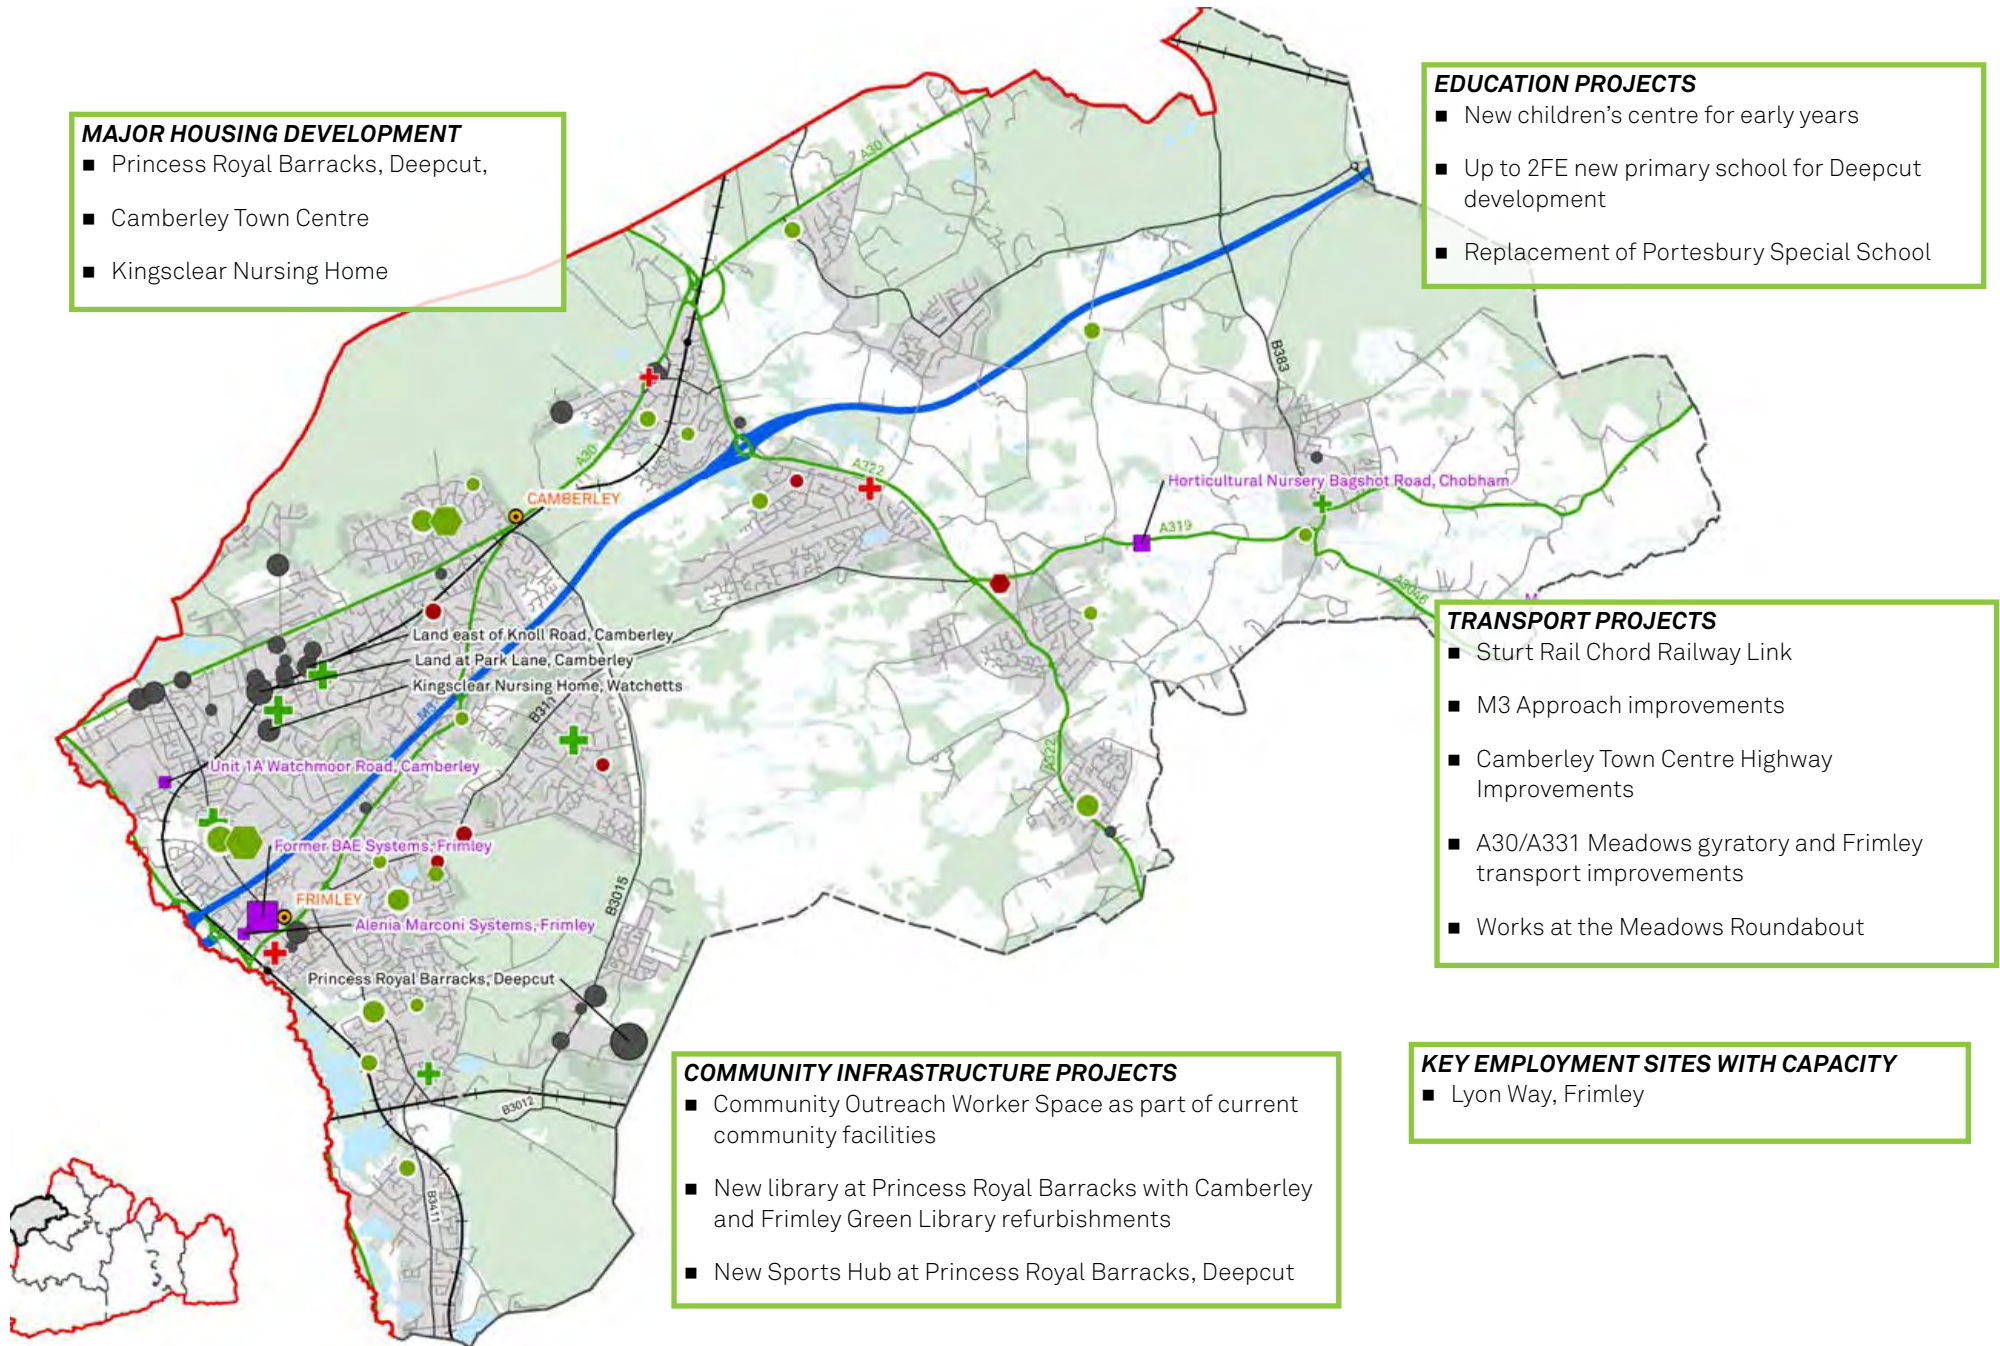 MAJOR HOUSING DEVELOPMENT
■ Princess Royal Barracks, Deepcut,
■ Camberley Town Centre
■ Kingsclear Nursing Home
EDUCATION PROJECTS
■ New children's centre for early years
■ Up to 2FE new primary school for Deepcut
development
■ Replacement of Portesbury Special School
A30
B383
A30
CAMBERLEY
A322
Horticultural Nursery Bagshot Road, Chobham
A319
A3046
M
Land east of Knoll Road, Camberley
Land at Park Lane, Camberley
Kingsclear Nursing Home, Watchetts
M3
B311
A322
Unit 1A Watchmoor Road, Camberley
Former BAE Systems, Frimley
FRIMLEY
Alenia Marconi Systems, Frimley
B3015
Princess Royal Barracks, Deepcut
B3012
B3411
TRANSPORT PROJECTS
■ Sturt Rail Chord Railway Link
■ M3 Approach improvements
■ Camberley Town Centre Highway
Improvements
■ A30/A331 Meadows gyratory and Frimley
transport improvements
■ Works at the Meadows Roundabout
COMMUNITY INFRASTRUCTURE PROJECTS
■ Community Outreach Worker Space as part of current
community facilities
■ New library at Princess Royal Barracks with Camberley
and Frimley Green Library refurbishments
■ New Sports Hub at Princess Royal Barracks, Deepcut
KEY EMPLOYMENT SITES WITH CAPACITY
■ Lyon Way, Frimley